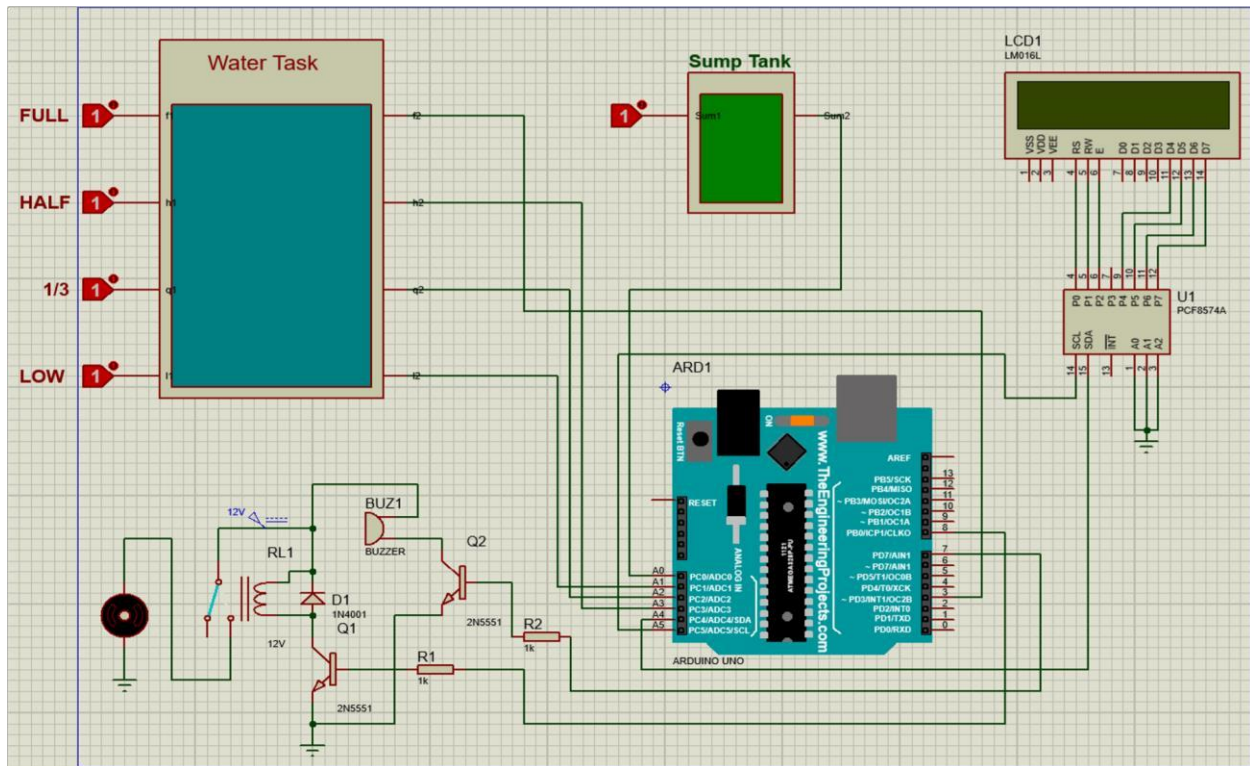 Water Task
FULL
1
f1
f2
HALF
1
h1
h2
1/3
1
q1
q2
LOW
1
l1
l2
Sump Tank
1
Sum1
Sum2
LCD1
LM016L
VSS
VDD
VEE
RS
RW
E
D0
D1
D2
D3
D4
D5
D6
D7
1
2
3
4
5
6
7
8
9
10
11
12
13
14
4
5
6
7
9
10
11
12
P0
P1
P2
P3
P4
P5
P6
P7
U1
PCF8574A
SCL
SDA
INT
A0
A1
A2
14
15
13
1
2
3
ARD1
Reset BTN
ON
www.TheEngineeringProjects.com
ANALOG IN
1121
ATMEGA328P-PU
RESET
A0
A1
A2
A3
A4
A5
PC0/ADC0
PC1/ADC1
PC2/ADC2
PC3/ADC3
PC4/ADC4/SDA
PC5/ADC5/SCL
AREF
PB5/SCK
PB4/MISO
~ PB3/MOSI/OC2A
~ PB2/OC1B
~ PB1/OC1A
PB0/ICP1/CLKO
13
12
11
10
9
8
PD7/AIN1
~ PD7/AIN1
~ PD5/T1/OC0B
PD4/T0/XCK
~ PD3/INT1/OC2B
PD2/INT0
PD1/TXD
PD0/RXD
7
6
5
4
3
2
1
0
ARDUINO UNO
12V
BUZ1
BUZZER
RL1
12V
D1
1N4001
Q1
2N5551
Q2
2N5551
R2
1k
R1
1k